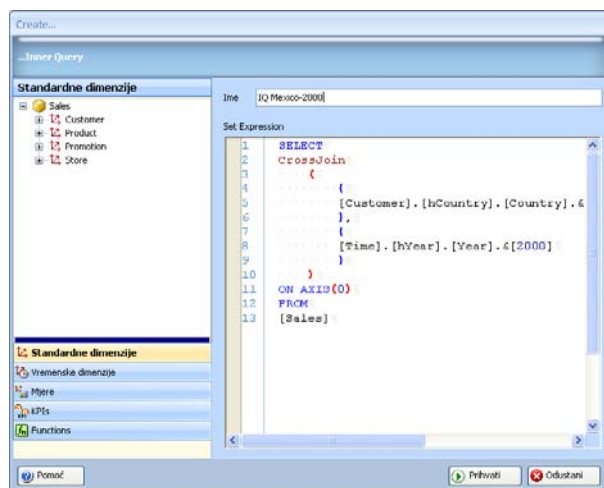 Create...
...Inner Query
Standardne dimenzije
Sales
Customer
Product
Promotion
Store
Standardne dimenzije
Vremenske dimenzije
Mjere
KPIs
Functions
Ime IQ Mexico-2000
Set Expression
1 SELECT
2 CrossJoin
3 (
4 {
5 [Customer].[hCountry].[Country].&
6 },
7 {
8 [Time].[hYear].[Year].&[2000]
9 }
10 )
11 ON AXIS(0)
12 FROM
13 [Sales]
Pomoć Prihvati Odustani